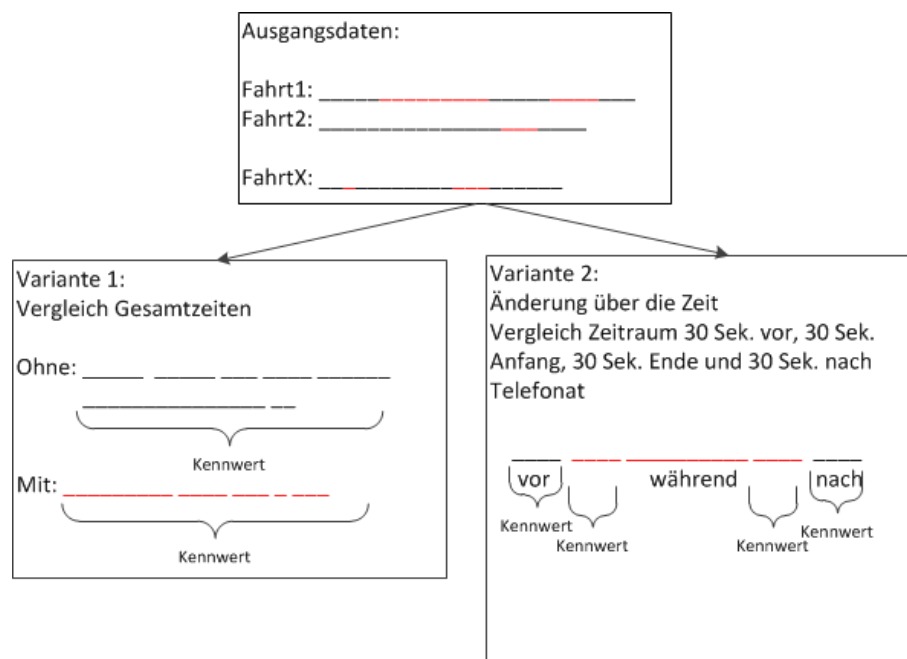 Ausgangsdaten:
Fahrt1:
Fahrt2:
FahrtX:
Variante 1:
Vergleich Gesamtzeiten
Ohne:
Kennwert
Mit:
Kennwert
Variante 2:
Änderung über die Zeit
Vergleich Zeitraum 30 Sek. vor, 30 Sek.
Anfang, 30 Sek. Ende und 30 Sek. nach
Telefonat
vor während nach
Kennwert Kennwert
Kennwert Kennwert